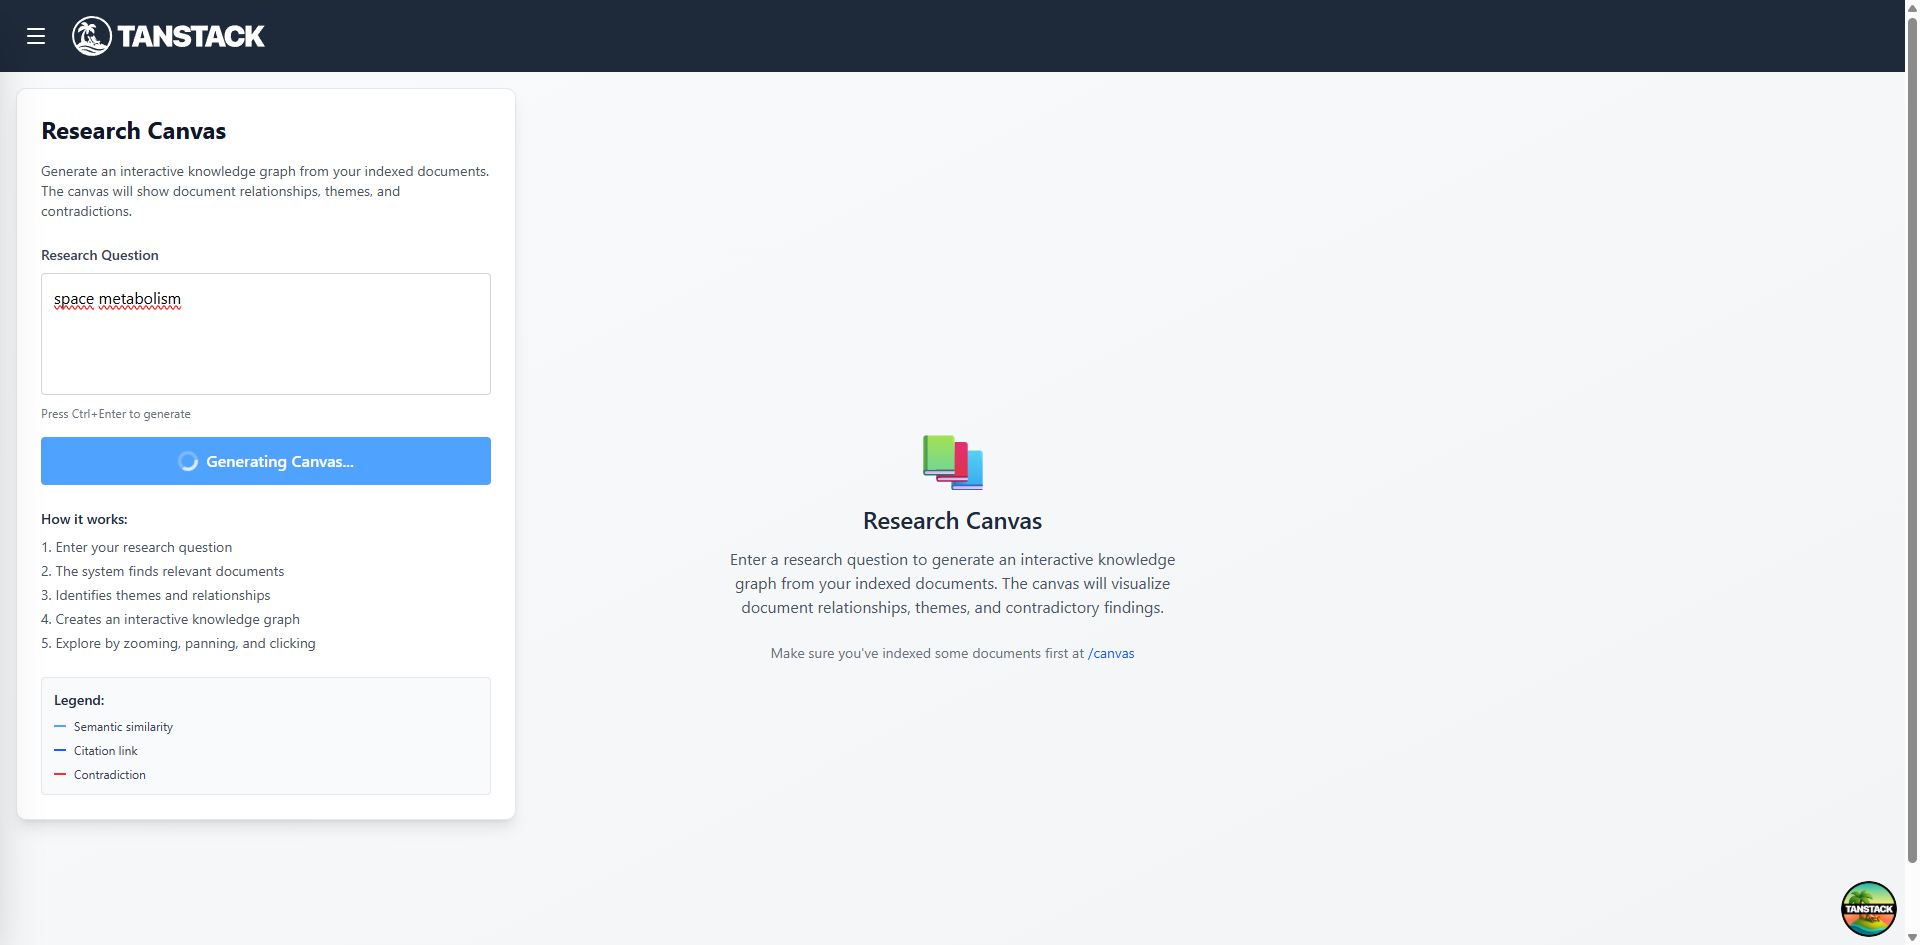 TANSTACK
Research Canvas
Generate an interactive knowledge graph from your indexed documents.
The canvas will show document relationships, themes, and
contradictions.
Research Question
space metabolism
Press Ctrl+Enter to generate
Generating Canvas...
How it works:
1. Enter your research question
2. The system finds relevant documents
3. Identifies themes and relationships
4. Creates an interactive knowledge graph
5. Explore by zooming, panning, and clicking
Legend:
Semantic similarity
Citation link
Contradiction
Research Canvas
Enter a research question to generate an interactive knowledge
graph from your indexed documents. The canvas will visualize
document relationships, themes, and contradictory findings.
Make sure you've indexed some documents first at /canvas
TANSTACK